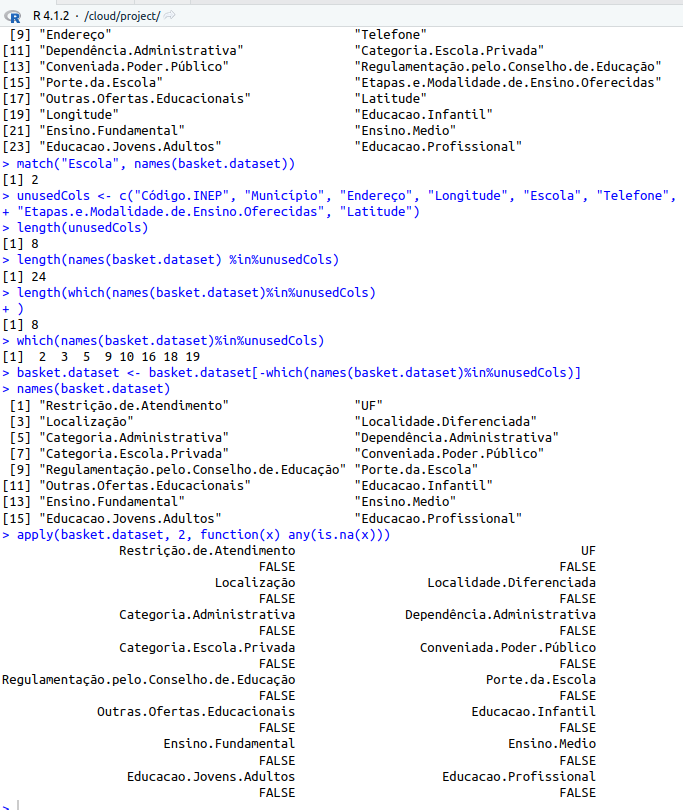 R 4.1.2 · /cloud/project/
[9] "Endereço" "Telefone"
[11] "Dependência.Administrativa" "Categoria.Escola.Privada"
[13] "Conveniada.Poder.Público" "Regulamentação.pelo.Conselho.de.Educação"
[15] "Porte.da.Escola" "Etapas.e.Modalidade.de.Ensino.Oferecidas"
[17] "Outras.Ofertas.Educacionais" "Latitude"
[19] "Longitude" "Educacao.Infantil"
[21] "Ensino.Fundamental" "Ensino.Medio"
[23] "Educacao.Jovens.Adultos" "Educacao.Profissional"
> match("Escola", names(basket.dataset))
[1] 2
> unusedCols <- c("Código.INEP", "Município", "Endereço", "Longitude", "Escola", "Telefone",
+ "Etapas.e.Modalidade.de.Ensino.Oferecidas", "Latitude")
> length(unusedCols)
[1] 8
> length(names(basket.dataset) %in%unusedCols)
[1] 24
> length(which(names(basket.dataset)%in%unusedCols)
+ )
[1] 8
> which(names(basket.dataset)%in%unusedCols)
[1] 2 3 5 9 10 16 18 19
> basket.dataset <- basket.dataset[-which(names(basket.dataset)%in%unusedCols)]
> names(basket.dataset)
[1] "Restrição.de.Atendimento" "UF"
[3] "Localização" "Localidade.Diferenciada"
[5] "Categoria.Administrativa" "Dependência.Administrativa"
[7] "Categoria.Escola.Privada" "Conveniada.Poder.Público"
[9] "Regulamentação.pelo.Conselho.de.Educação" "Porte.da.Escola"
[11] "Outras.Ofertas.Educacionais" "Educacao.Infantil"
[13] "Ensino.Fundamental" "Ensino.Medio"
[15] "Educacao.Jovens.Adultos" "Educacao.Profissional"
> apply(basket.dataset, 2, function(x) any(is.na(x)))
Restrição.de.Atendimento UF
FALSE FALSE
Localização Localidade.Diferenciada
FALSE FALSE
Categoria.Administrativa Dependência.Administrativa
FALSE FALSE
Categoria.Escola.Privada Conveniada.Poder.Público
FALSE FALSE
Regulamentação.pelo.Conselho.de.Educação Porte.da.Escola
FALSE FALSE
Outras.Ofertas.Educacionais Educacao.Infantil
FALSE FALSE
Ensino.Fundamental Ensino.Medio
FALSE FALSE
Educacao.Jovens.Adultos Educacao.Profissional
FALSE FALSE
>